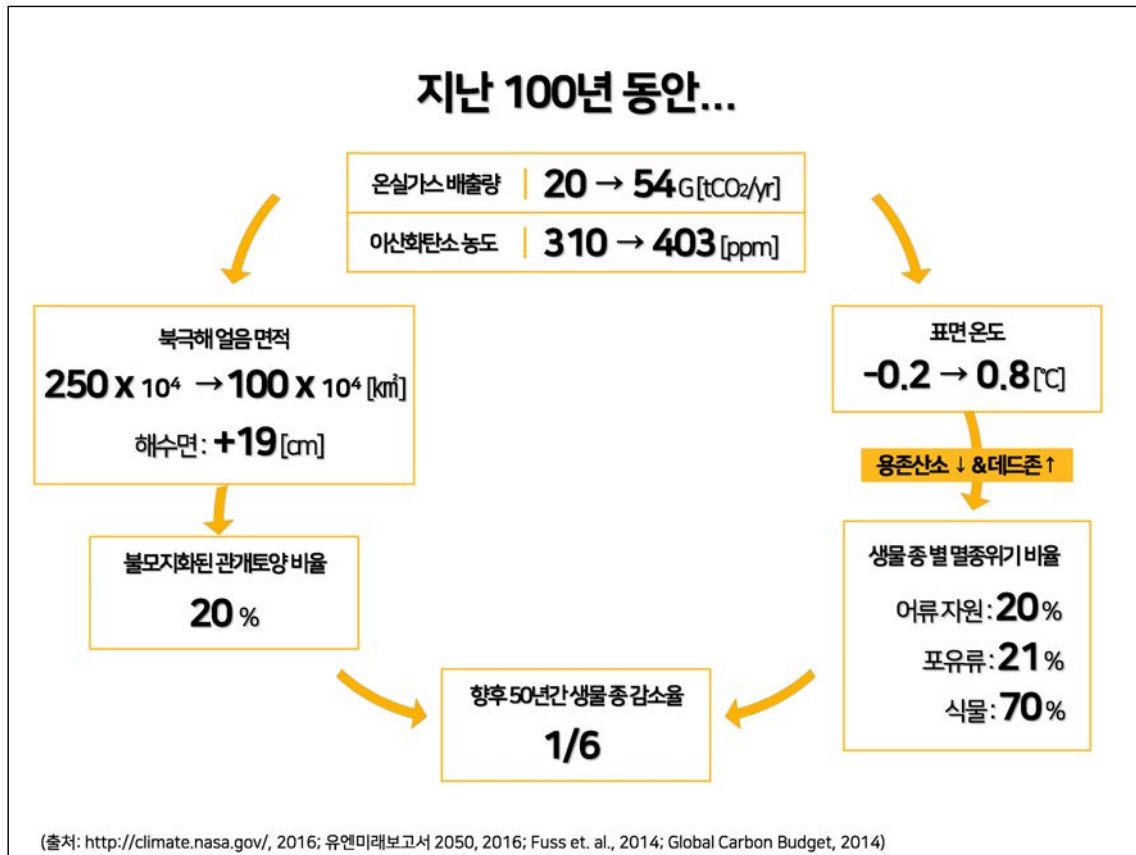 지난 100년 동안...
온실가스 배출량 | 20 → 54 G [tCO₂/yr]
이산화탄소 농도 | 310 → 403 [ppm]
북극해 얼음 면적
250 x 10⁴ → 100 x 10⁴ [㎢]
해수면 : +19 [cm]
불모지화된 관개토양 비율
20 %
표면 온도
-0.2 → 0.8 [℃]
용존산소 ↓ & 데드존 ↑
생물 종 별 멸종위기 비율
어류 자원 : 20 %
포유류 : 21 %
식물 : 70 %
향후 50년간 생물 종 감소율
1/6
(출처: http://climate.nasa.gov/, 2016; 유엔미래보고서 2050, 2016; Fuss et. al., 2014; Global Carbon Budget, 2014)